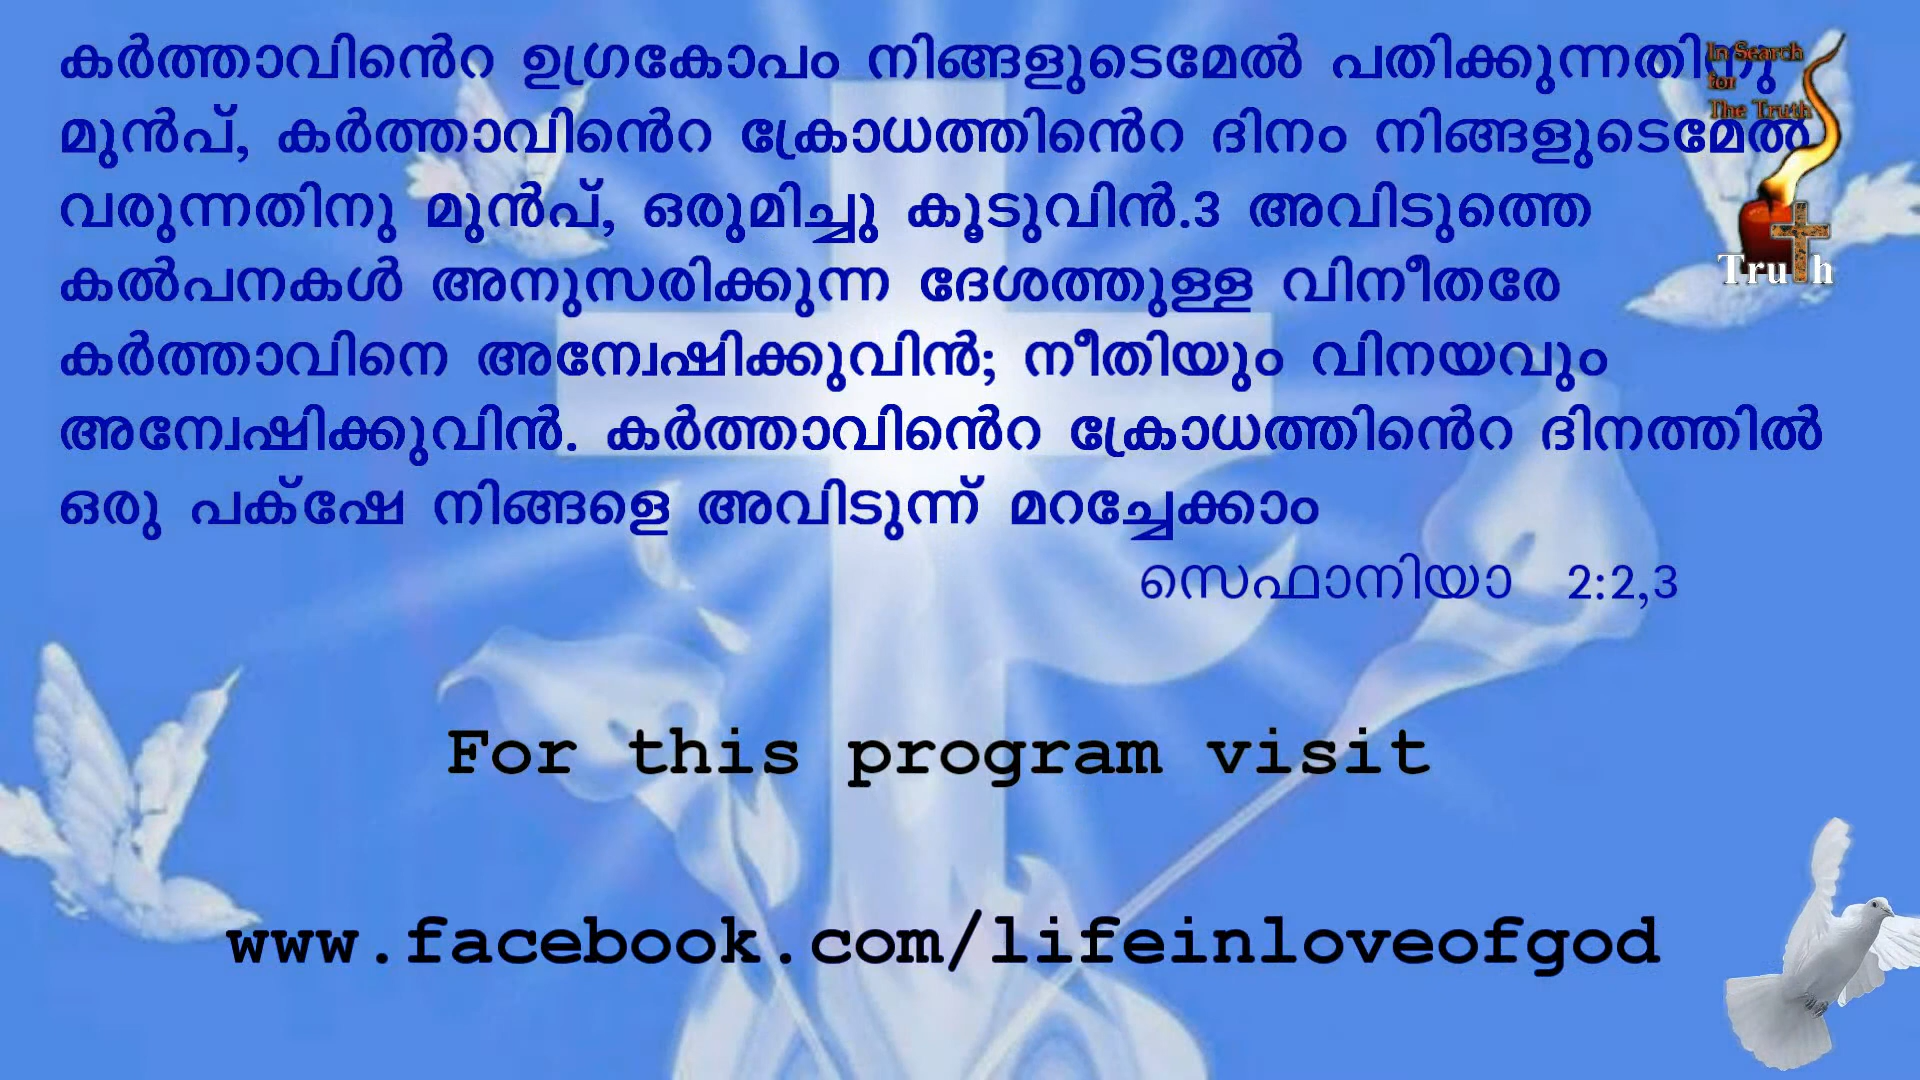 കർത്താവിൻെറ ഉഗ്രകോപം നിങ്ങളുടെമേൽ പതിക്കുന്നതിനു
മുൻപ്, കർത്താവിൻെറ ക്രോധത്തിൻെറ ദിനം നിങ്ങളുടെമേൽ
വരുന്നതിനു മുൻപ്, ഒരുമിച്ചു കൂടുവിൻ.3 അവിടുത്തെ
കൽപനകൾ അനുസരിക്കുന്ന ദേശത്തുള്ള വിനീതരേ
കർത്താവിനെ അന്വേഷിക്കുവിൻ; നീതിയും വിനയവും
അന്വേഷിക്കുവിൻ. കർത്താവിൻെറ ക്രോധത്തിൻെറ ദിനത്തിൽ
ഒരു പക്ഷേ നിങ്ങളെ അവിടുന്ന് മറച്ചേക്കാം
സെഫാനിയാ 2:2,3
In Search
for
The Truth
Truth
For this program visit
www.facebook.com/lifeinloveofgod